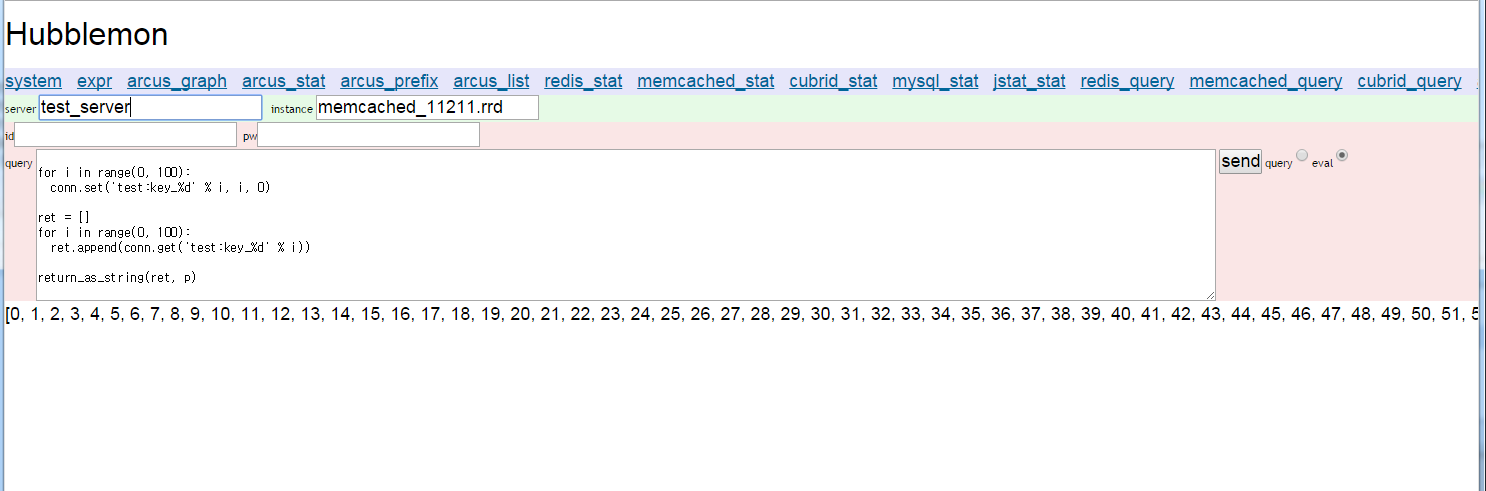 Hubblemon
system expr arcus_graph arcus_stat arcus_prefix arcus_list redis_stat memcached_stat cubrid_stat mysql_stat jstat_stat redis_query memcached_query cubrid_query
server test_server instance memcached_11211.rrd
id pw
query send query eval
for i in range(0, 100):
conn.set('test:key_%d' % i, i, 0)
ret = []
for i in range(0, 100):
ret.append(conn.get('test:key_%d' % i))
return_as_string(ret, p)
[0, 1, 2, 3, 4, 5, 6, 7, 8, 9, 10, 11, 12, 13, 14, 15, 16, 17, 18, 19, 20, 21, 22, 23, 24, 25, 26, 27, 28, 29, 30, 31, 32, 33, 34, 35, 36, 37, 38, 39, 40, 41, 42, 43, 44, 45, 46, 47, 48, 49, 50, 51,